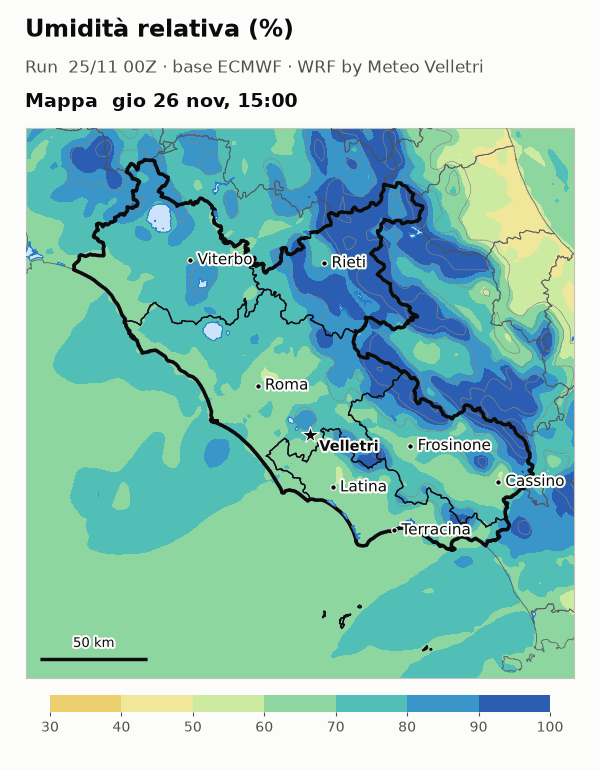 Umidità relativa (%)
Run  25/11 00Z · base ECMWF · WRF by Meteo Velletri
Mappa  gio 26 nov, 15:00
Viterbo
Rieti
Roma
Velletri
Frosinone
Cassino
Latina
Terracina
50 km
30 40 50 60 70 80 90 100